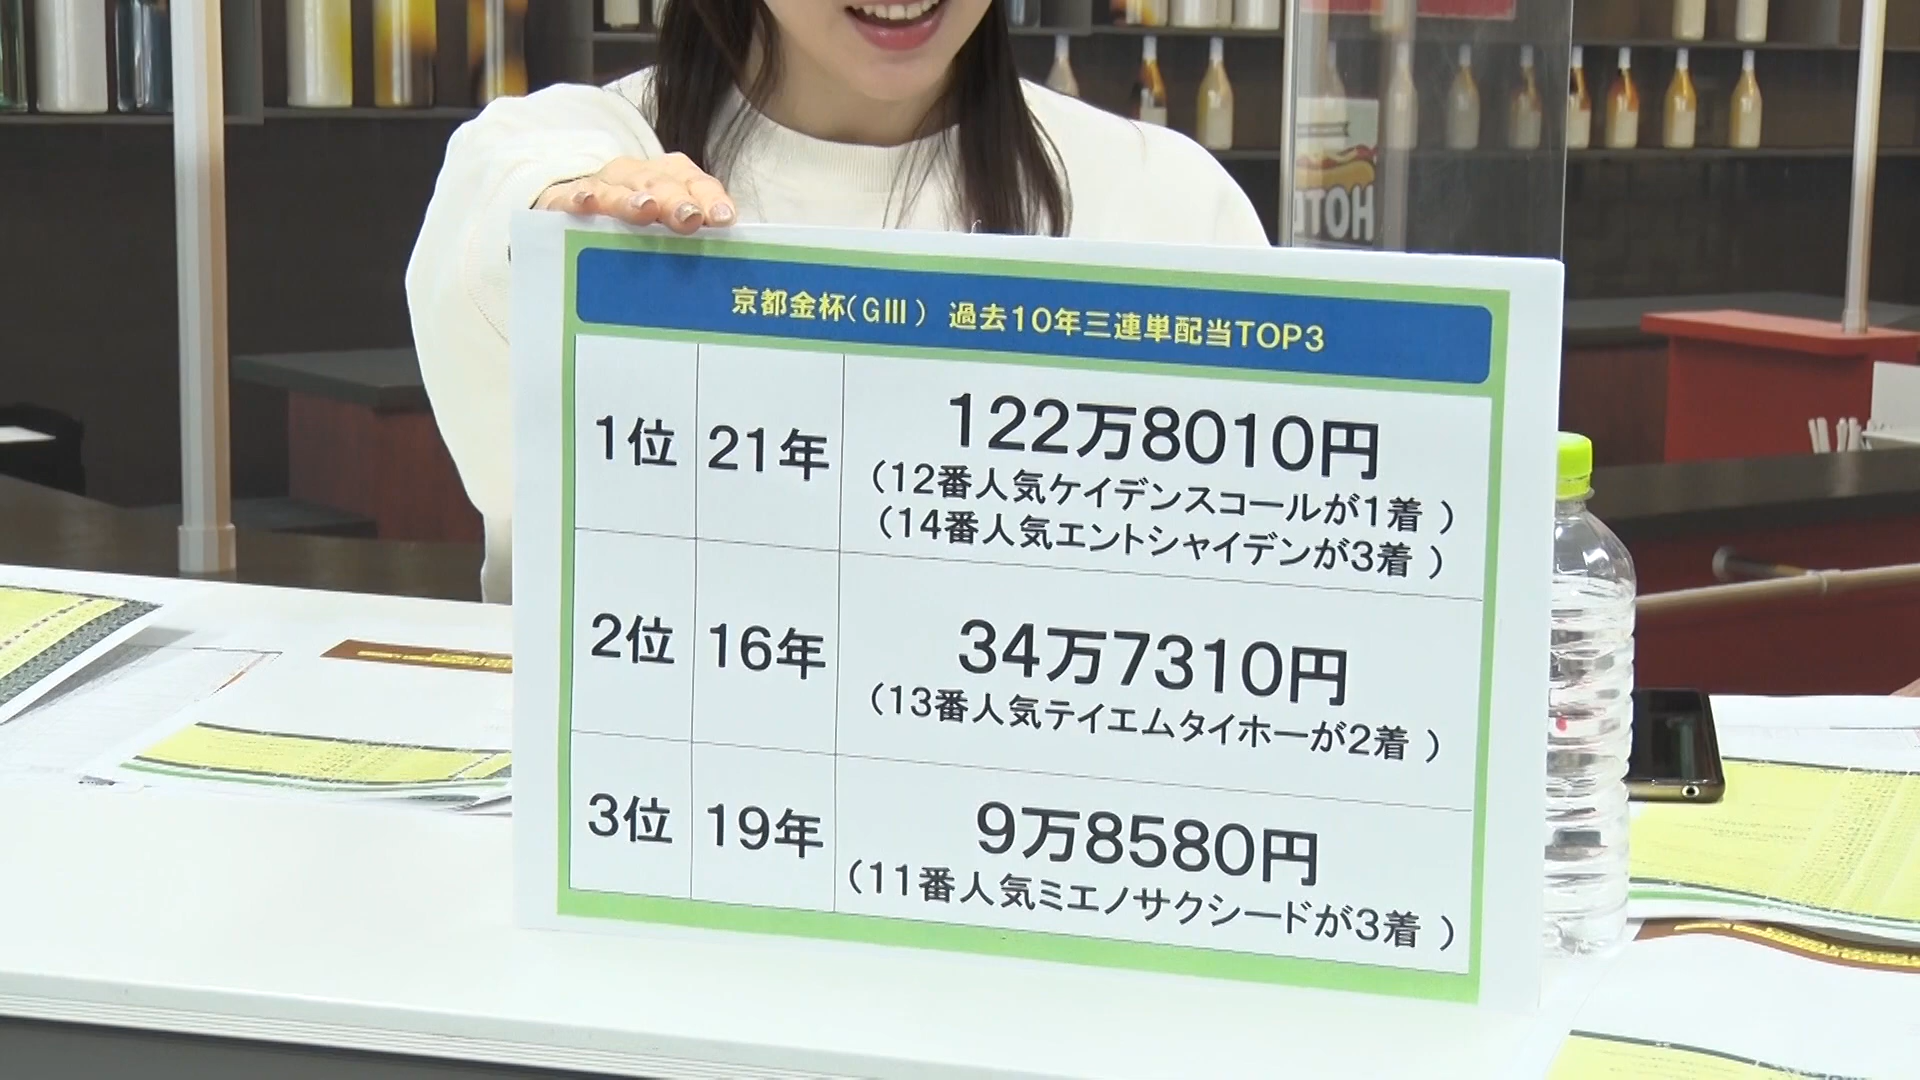 HOT
京都金杯(GⅢ) 過去10年三連単配当TOP3
1位 21年 122万8010円
(12番人気ケイデンスコールが1着)
(14番人気エントシャイデンが3着)
2位 16年 34万7310円
(13番人気テイエムタイホーが2着)
3位 19年 9万8580円
(11番人気ミエノサクシードが3着)